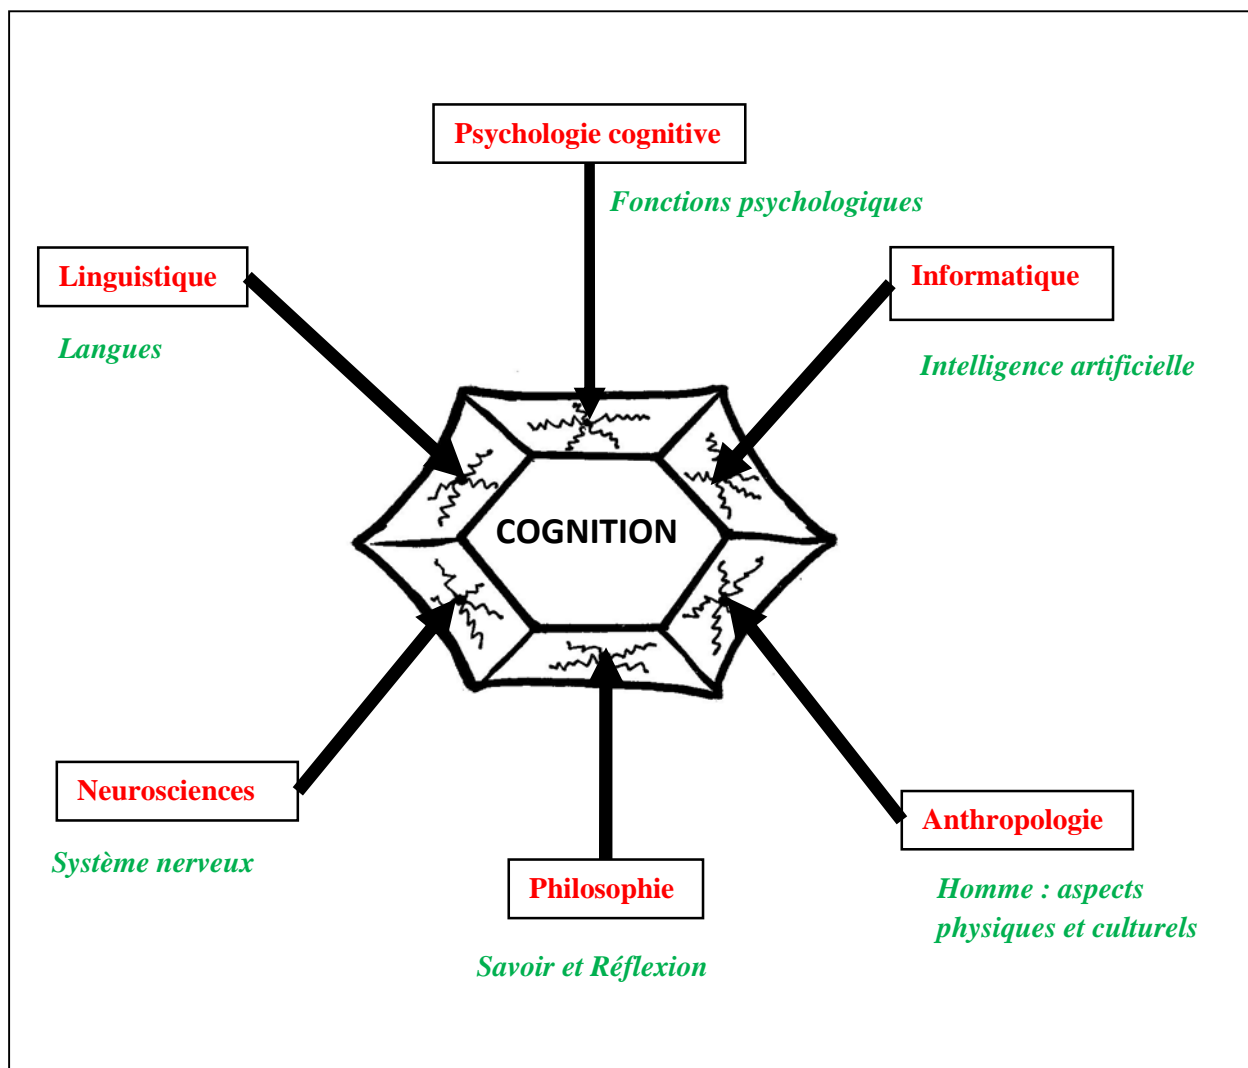 Psychologie cognitive
Fonctions psychologiques
Linguistique
Langues
Informatique
Intelligence artificielle
COGNITION
Neurosciences
Système nerveux
Philosophie
Savoir et Réflexion
Anthropologie
Homme : aspects
physiques et culturels